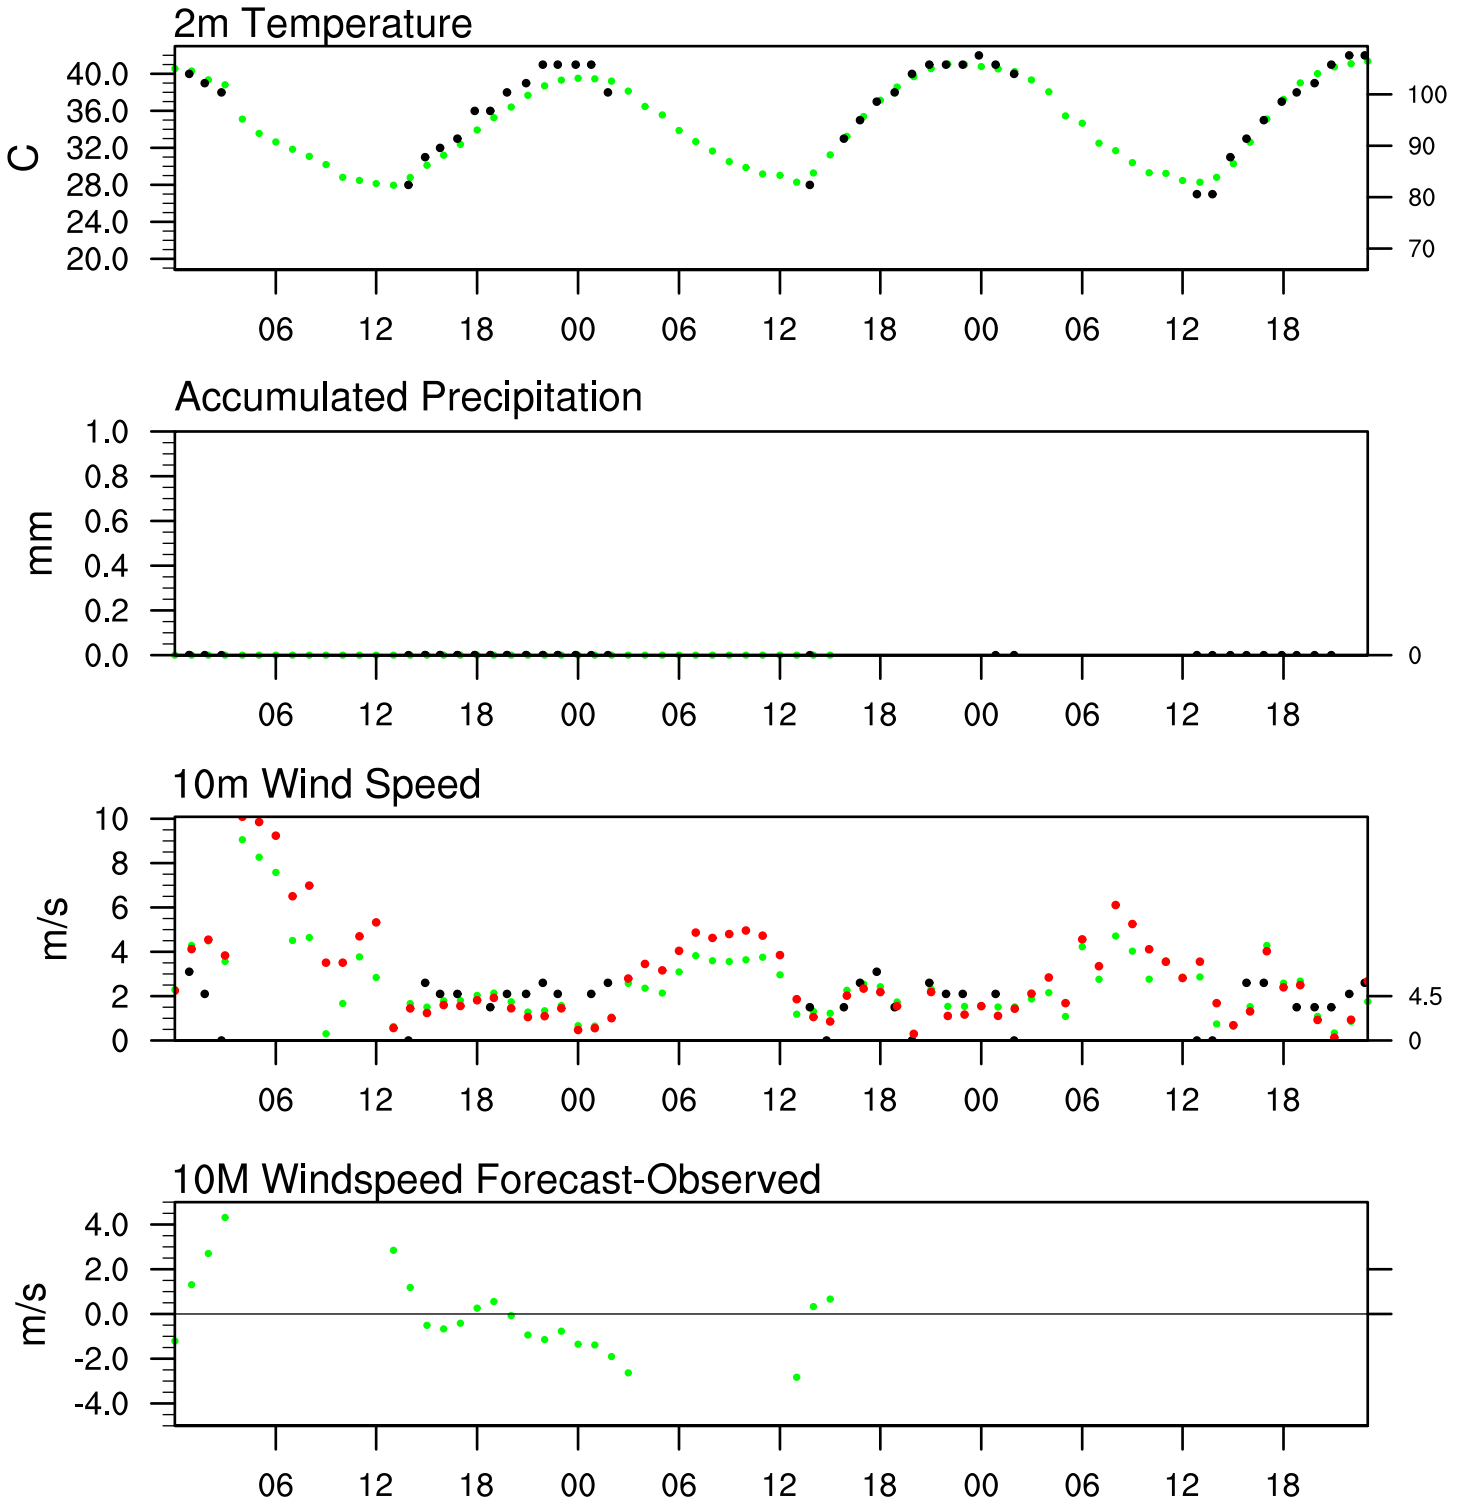 2m Temperature
40.0
36.0
32.0
28.0
24.0
20.0
C
100
90
80
70
06 12 18 00 06 12 18 00 06 12 18
Accumulated Precipitation
1.0
0.8
0.6
0.4
0.2
0.0
mm
0
06 12 18 00 06 12 18 00 06 12 18
10m Wind Speed
10
8
6
4
2
0
m/s
4.5
0
06 12 18 00 06 12 18 00 06 12 18
10M Windspeed Forecast-Observed
4.0
2.0
0.0
-2.0
-4.0
m/s
06 12 18 00 06 12 18 00 06 12 18